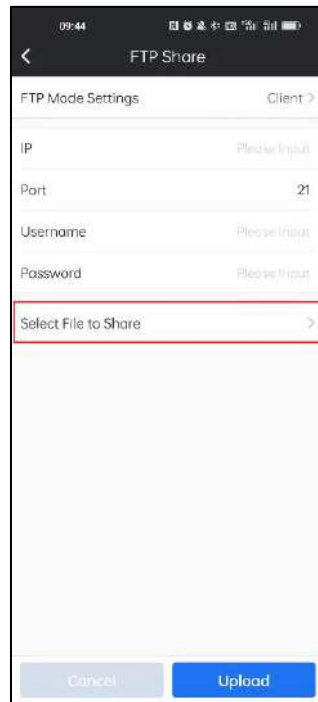 09:44
FTP Share
FTP Mode Settings Client
IP Please Input
Port 21
Username Please Input
Password Please Input
Select File to Share
Cancel Upload